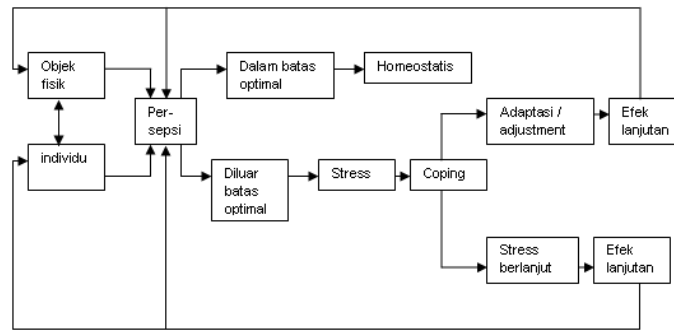 Objek
fisik
Dalam batas
optimal
Homeostatis
Per-
sepsi
Adaptasi /
adjustment
Efek
lanjutan
individu
Diluar
batas
optimal
Stress
Coping
Stress
berlanjut
Efek
lanjutan